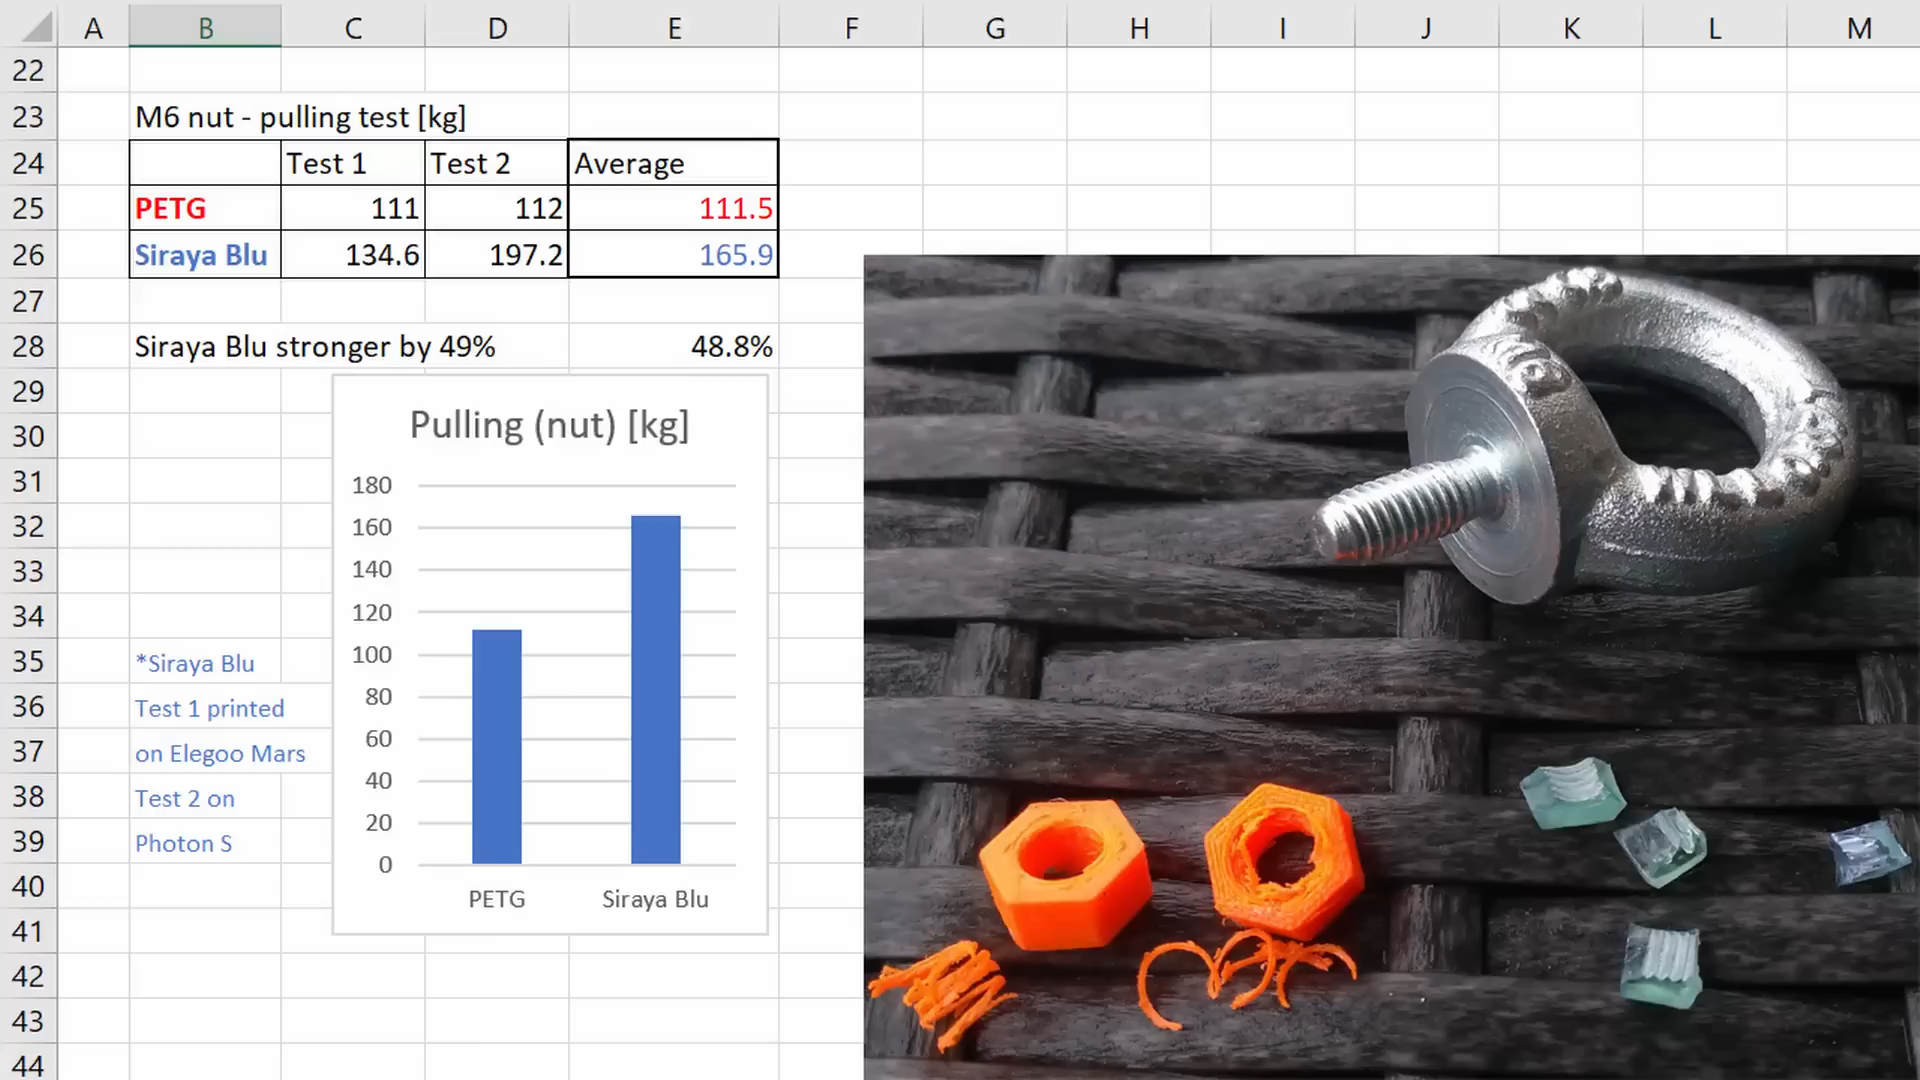 A B C D E F G H I J K L M
22
23 M6 nut - pulling test [kg]
24 Test 1 Test 2 Average
25 PETG 111 112 111.5
26 Siraya Blu 134.6 197.2 165.9
27
28 Siraya Blu stronger by 49% 48.8%
29
30
31
32
33
34
35 *Siraya Blu
36 Test 1 printed
37 on Elegoo Mars
38 Test 2 on
39 Photon S
40
41
42
43
44
Pulling (nut) [kg]
180
160
140
120
100
80
60
40
20
0
PETG Siraya Blu